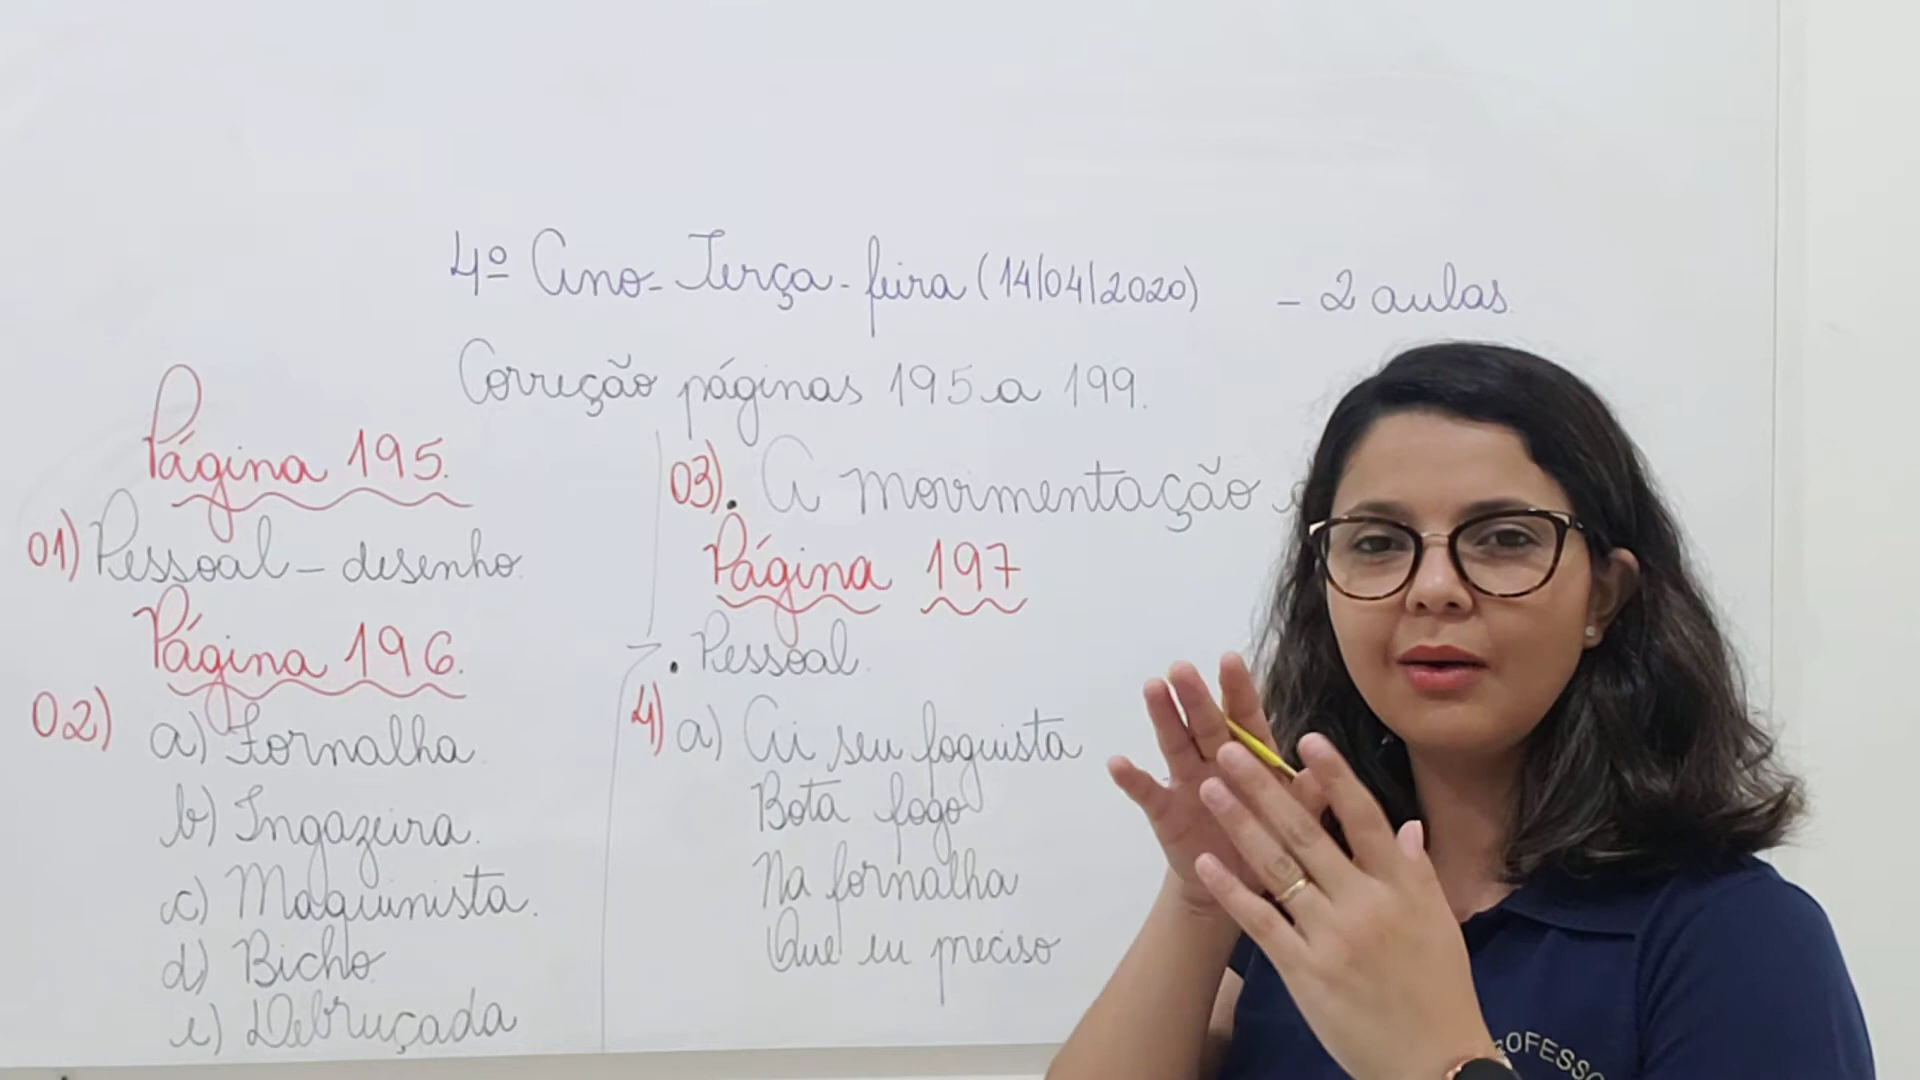 4º Ano - Terça-feira (14/04/2020) - 2 aulas
Correção páginas 195 a 199.
Página 195.
01) Pessoal - desenho
Página 196.
02) a) Fornalha
b) Ingazeira.
c) Maquinista.
d) Bicho
e) Debruçada
03). A movimentação
Página 197
. Pessoal.
4) a) Ai seu foguista
Bota fogo
Na fornalha
Que eu preciso